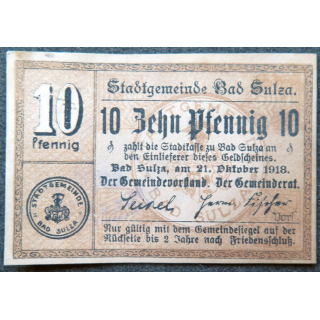 Stadtgemeinde Bad Sulza.
10
Pfennig
10 Zehn Pfennig 10
zahlt die Stadtkasse zu Bad Sulza an
den Einlieferer dieses Geldscheines.
Bad Sulza, am 21. Oktober 1918.
Der Gemeindevorstand. Der Gemeinderat.
Seidel
STADTGEMEINDE
BAD SULZA
Nur gültig mit dem Gemeindesiegel auf der
Rückseite bis 2 Jahre nach Friedensschluß.